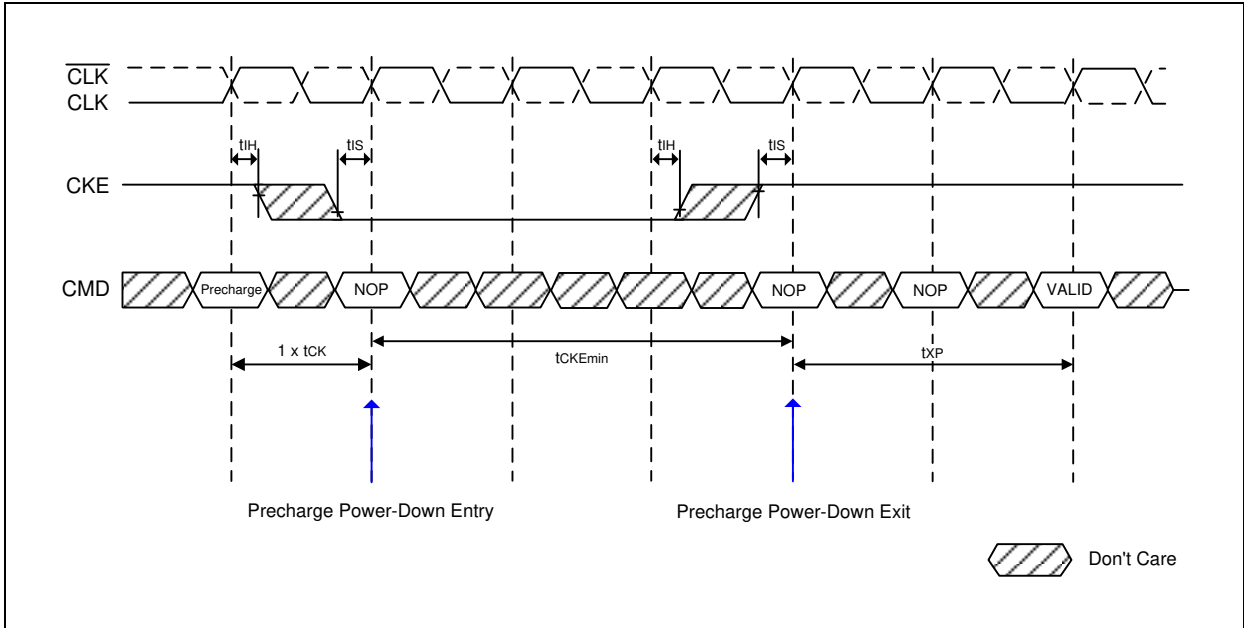 CLK
CLK
tIH
tIS
tIH
tIS
CKE
CMD
Precharge
NOP
NOP
NOP
VALID
1 x tCK
tCKEmin
tXP
Precharge Power-Down Entry
Precharge Power-Down Exit
Don't Care